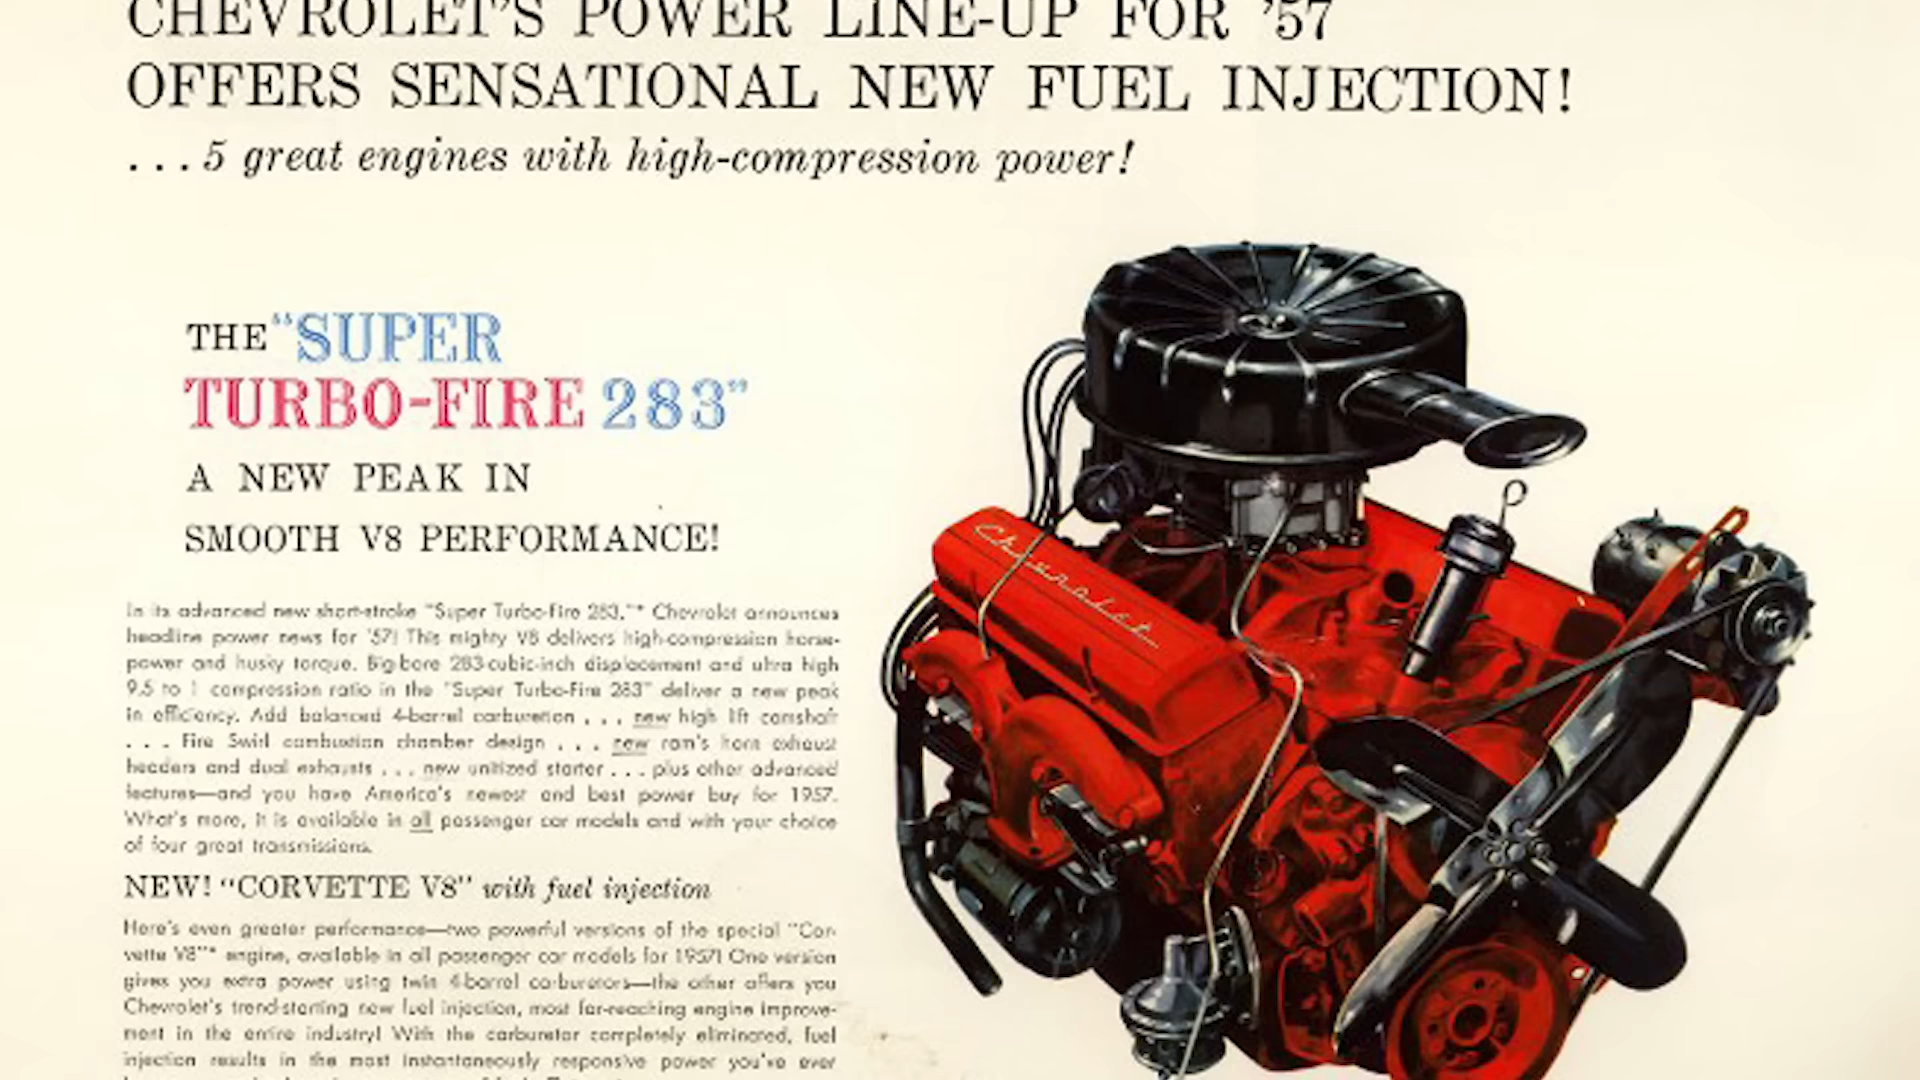 CHEVROLET'S POWER LINE-UP FOR '57
OFFERS SENSATIONAL NEW FUEL INJECTION!
...5 great engines with high-compression power!
THE "SUPER
TURBO-FIRE 283"
A NEW PEAK IN
SMOOTH V8 PERFORMANCE!
In its advanced new short-stroke "Super Turbo-Fire 283,"* Chevrolet announces
headline power news for '57! This mighty V8 delivers high-compression horse-
power and husky torque. Big-bore 283-cubic-inch displacement and ultra high
9.5 to 1 compression ratio in the "Super Turbo-Fire 283" deliver a new peak
in efficiency. Add balanced 4-barrel carburetion . . . new high lift camshaft
. . . Fire Swirl combustion chamber design . . . new ram's horn exhaust
headers and dual exhausts . . . new unitized starter . . . plus other advanced
features—and you have America's newest and best power buy for 1957.
What's more, it is available in all passenger car models and with your choice
of four great transmissions.
NEW! "CORVETTE V8" with fuel injection
Here's even greater performance—two powerful versions of the special "Cor-
vette V8"* engine, available in all passenger car models for 1957! One version
gives you extra power using twin 4-barrel carburetors—the other offers you
Chevrolet's trend-starting new fuel injection, most far-reaching engine improve-
ment in the entire industry! With the carburetor completely eliminated, fuel
injection results in the most instantaneously responsive power you've ever
Chevrolet